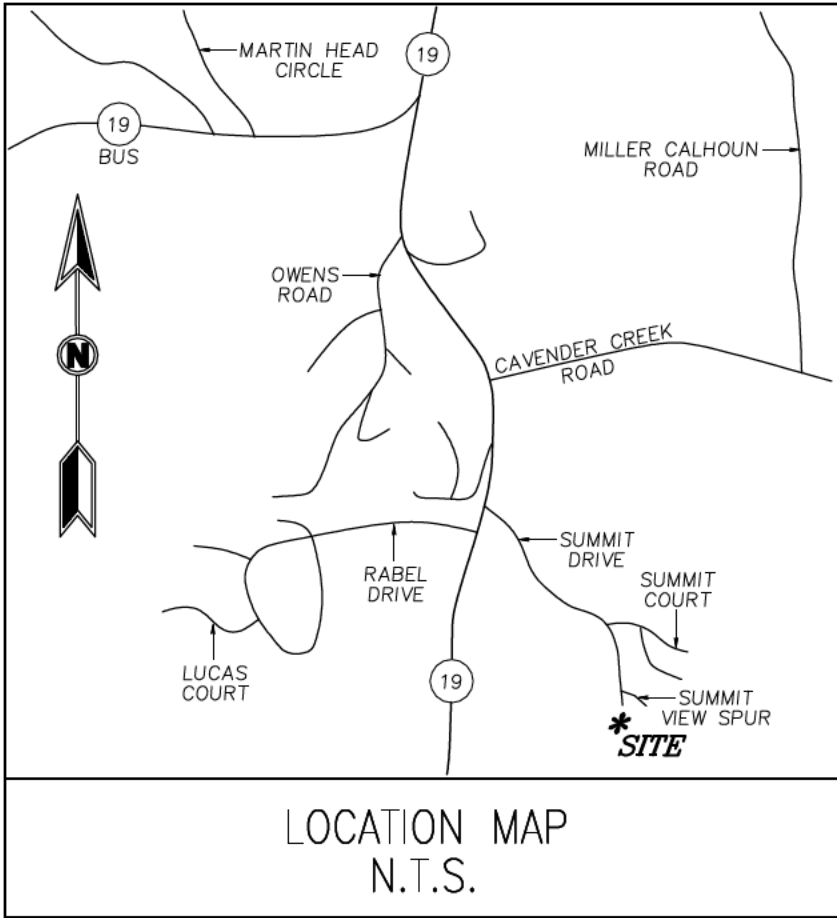 MARTIN HEAD
CIRCLE
19
19
BUS
MILLER CALHOUN
ROAD
OWENS
ROAD
N
CAVENDER CREEK
ROAD
SUMMIT
DRIVE
SUMMIT
COURT
RABEL
DRIVE
LUCAS
COURT
19
SUMMIT
VIEW SPUR
* SITE
LOCATION MAP
N.T.S.